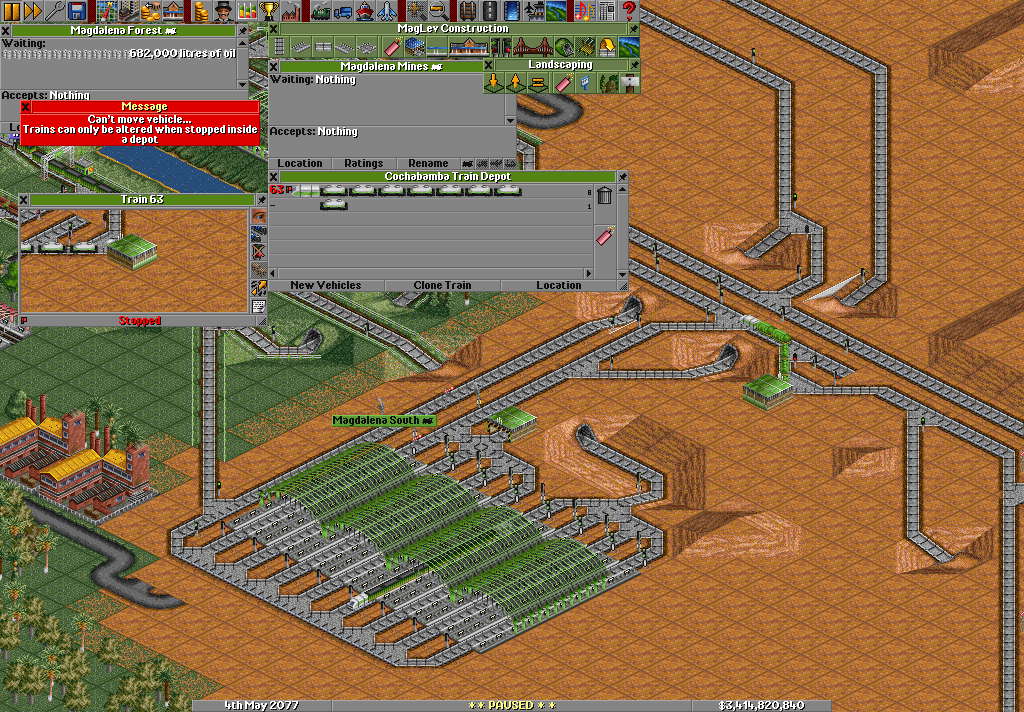 Magdalena Forest
Waiting:
682,000 litres of oil
Accepts: Nothing
Message
Can't move vehicle...
Trains can only be altered when stopped inside
a depot
MagLev Construction
Landscaping
Magdalena Mines
Waiting: Nothing
Accepts: Nothing
Location
Ratings
Rename
Cochabamba Train Depot
63
8
1
New Vehicles
Clone Train
Location
Train 63
Stopped
Magdalena South
4th May 2077
** PAUSED **
$3,414,820,840